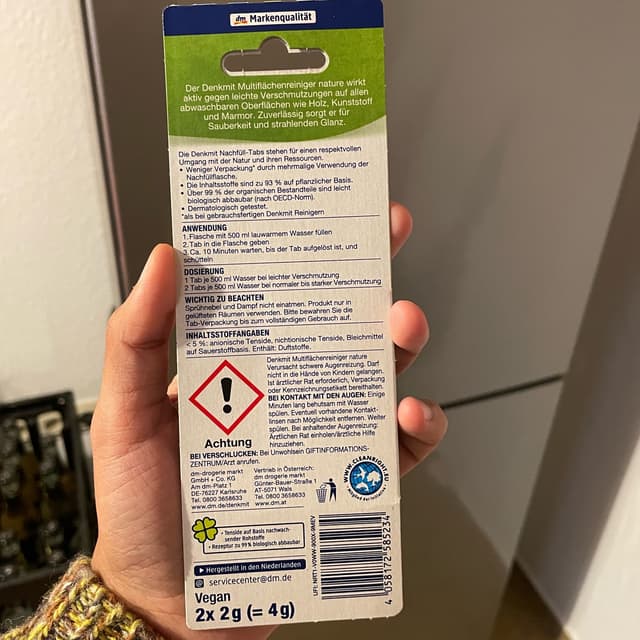 dm Markenqualität
Der Denkmit Multiflächenreiniger nature wirkt
aktiv gegen leichte Verschmutzungen auf allen
abwaschbaren Oberflächen wie Holz, Kunststoff
und Marmor. Zuverlässig sorgt er für
Sauberkeit und strahlenden Glanz.
Die Denkmit Nachfüll-Tabs stehen für einen respektvollen
Umgang mit der Natur und ihren Ressourcen.
• Weniger Verpackung* durch mehrmalige Verwendung der
Nachfüllflasche.
• Die Inhaltsstoffe sind zu 93 % auf pflanzlicher Basis.
• Über 99 % der organischen Bestandteile sind leicht
biologisch abbaubar (nach OECD-Norm).
• Dermatologisch getestet.
*als bei gebrauchsfertigen Denkmit Reinigern
ANWENDUNG
1. Flasche mit 500 ml lauwarmem Wasser füllen
2. Tab in die Flasche geben
3. Ca. 10 Minuten warten, bis der Tab aufgelöst ist, und
schütteln
DOSIERUNG
1 Tab je 500 ml Wasser bei leichter Verschmutzung
2 Tabs je 500 ml Wasser bei normaler bis starker Verschmutzung
WICHTIG ZU BEACHTEN
Sprühnebel und Dampf nicht einatmen. Produkt nur in
gelüfteten Räumen verwenden. Bitte bewahren Sie die
Tab-Verpackung bis zum vollständigen Gebrauch auf.
INHALTSSTOFFANGABEN
< 5 %: anionische Tenside, nichtionische Tenside, Bleichmittel
auf Sauerstoffbasis. Enthält: Duftstoffe.
Denkmit Multiflächenreiniger nature
Verursacht schwere Augenreizung. Darf
nicht in die Hände von Kindern gelangen.
Ist ärztlicher Rat erforderlich, Verpackung
oder Kennzeichnungsetikett bereithalten.
BEI KONTAKT MIT DEN AUGEN: Einige
Minuten lang behutsam mit Wasser
spülen. Eventuell vorhandene Kontakt-
linsen nach Möglichkeit entfernen. Weiter
spülen. Bei anhaltender Augenreizung:
Ärztlichen Rat einholen/ärztliche Hilfe
hinzuziehen.
Achtung
BEI VERSCHLUCKEN: Bei Unwohlsein GIFTINFORMATIONS-
ZENTRUM/Arzt anrufen.
dm-drogerie markt
GmbH + Co. KG
Am dm-Platz 1
DE-76227 Karlsruhe
Tel. 0800 3658633
www.dm.de/denkmit
Vertrieb in Österreich:
dm drogerie markt
Günter-Bauer-Straße 1
AT-5071 Wals
Tel. 0800 3658633
www.dm.at
WWW.CLEANRIGHT.EU
• Tenside auf Basis nachwach-
sender Rohstoffe
• Rezeptur zu 99 % biologisch abbaubar
Hergestellt in den Niederlanden
servicecenter@dm.de
Vegan
2x 2 g (= 4 g)
4 058172 585234